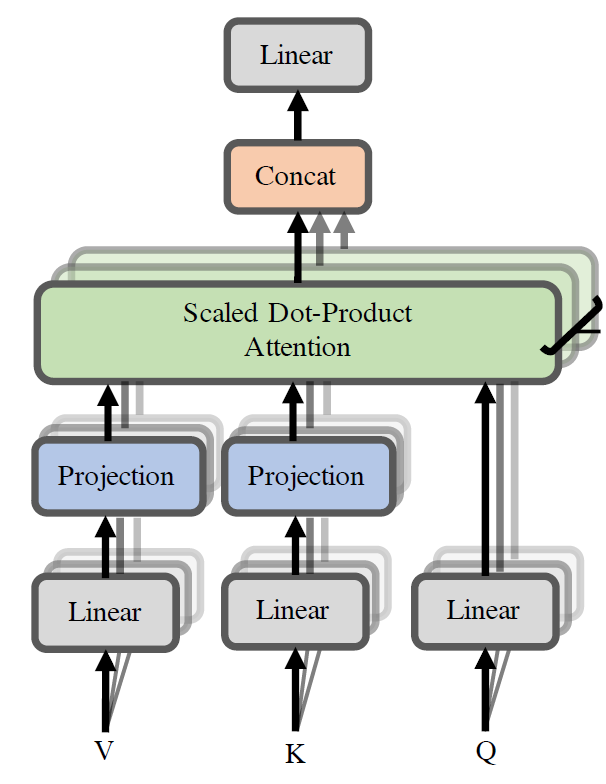 Linear
Concat
Scaled Dot-Product
Attention
Projection
Projection
Linear
Linear
Linear
V
K
Q